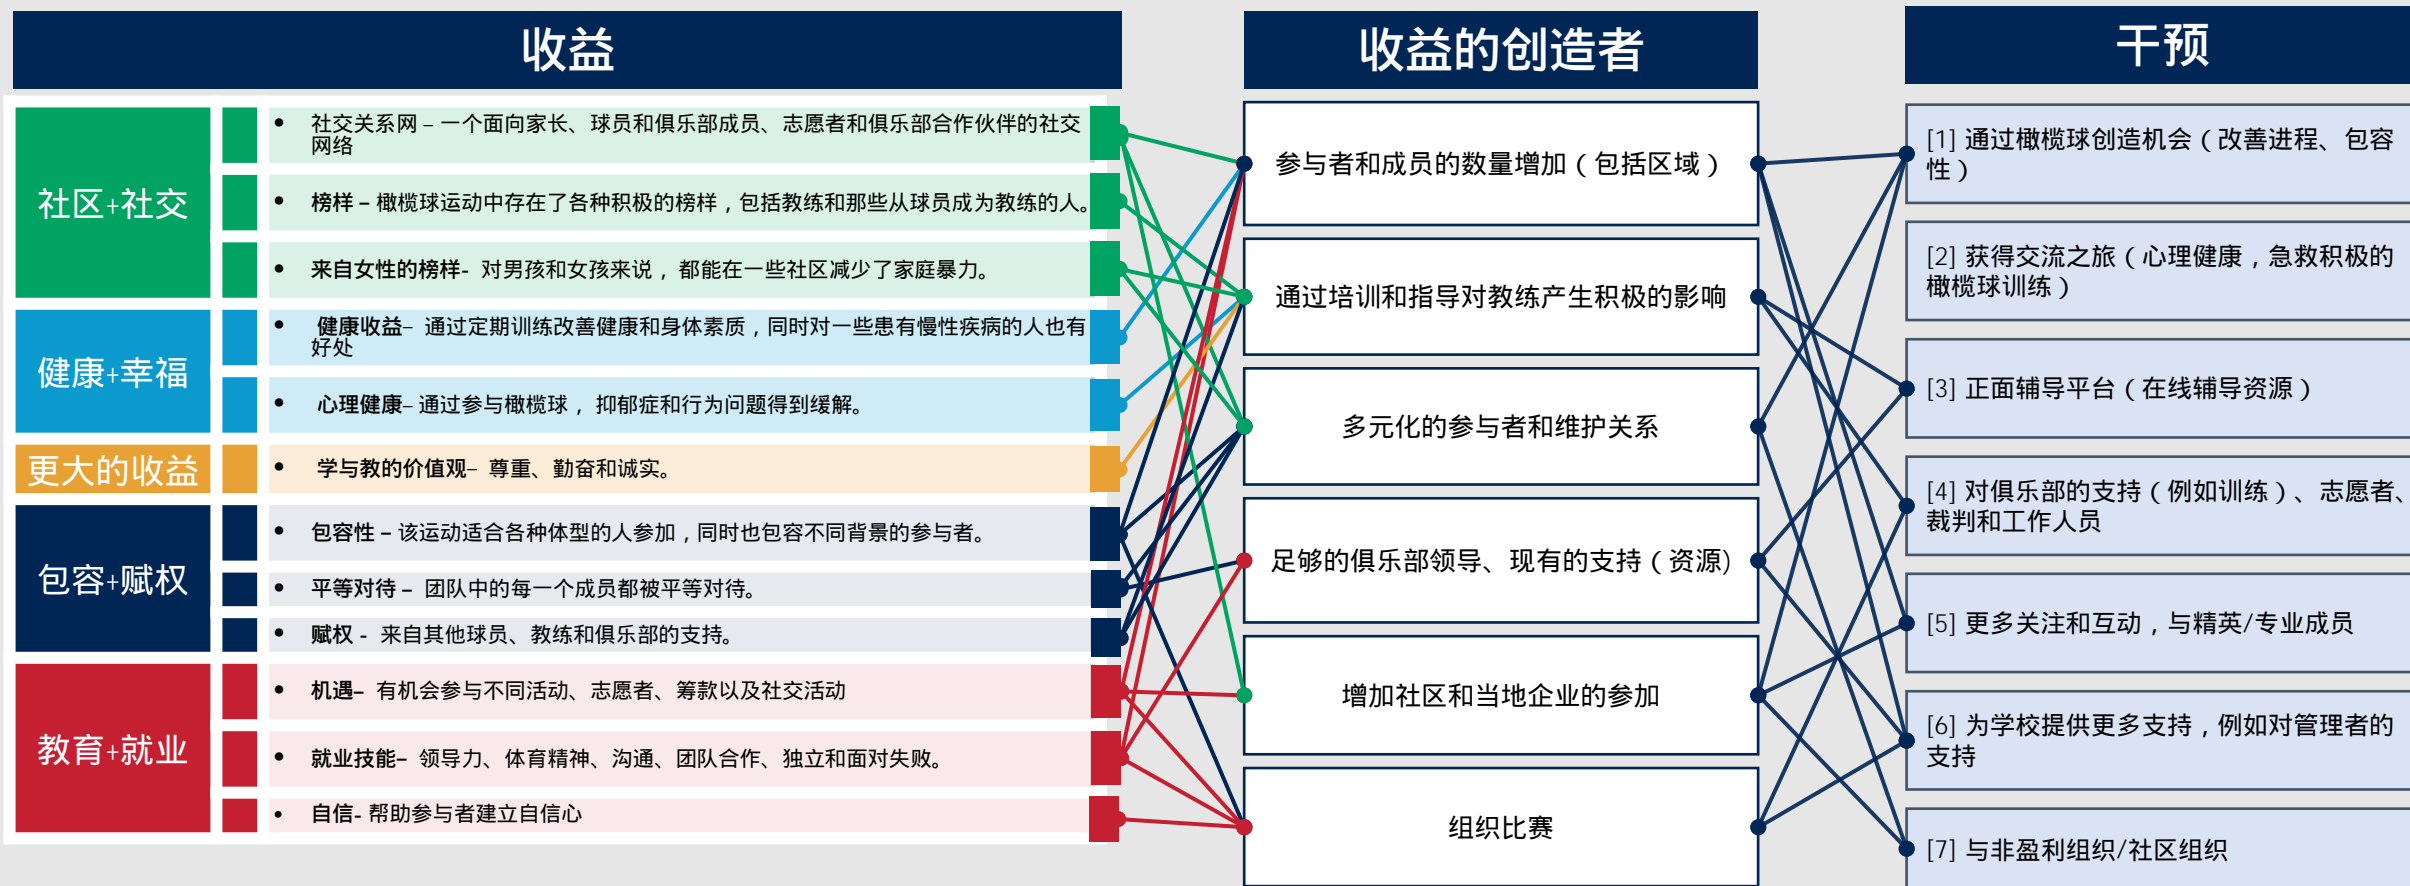 收益
社区+社交
• 社交关系网 – 一个面向家长、球员和俱乐部成员、志愿者和俱乐部合作伙伴的社交
网络
• 榜样 – 橄榄球运动中存在了各种积极的榜样，包括教练和那些从球员成为教练的人。
• 来自女性的榜样- 对男孩和女孩来说，都能在一些社区减少了家庭暴力。
健康+幸福
• 健康收益– 通过定期训练改善健康和身体素质，同时对一些患有慢性疾病的人也有
好处
• 心理健康– 通过参与橄榄球，抑郁症和行为问题得到缓解。
更大的收益
• 学与教的价值观– 尊重、勤奋和诚实。
包容+赋权
• 包容性 – 该运动适合各种体型的人参加，同时也包容不同背景的参与者。
• 平等对待 – 团队中的每一个成员都被平等对待。
• 赋权 - 来自其他球员、教练和俱乐部的支持。
教育+就业
• 机遇– 有机会参与不同活动、志愿者、筹款以及社交活动
• 就业技能– 领导力、体育精神、沟通、团队合作、独立和面对失败。
• 自信- 帮助参与者建立自信心
收益的创造者
参与者和成员的数量增加（包括区域）
通过培训和指导对教练产生积极的影响
多元化的参与者和维护关系
足够的俱乐部领导、现有的支持（资源）
增加社区和当地企业的参加
组织比赛
干预
[1] 通过橄榄球创造机会（改善进程、包容
性）
[2] 获得交流之旅（心理健康，急救积极的
橄榄球训练）
[3] 正面辅导平台（在线辅导资源）
[4] 对俱乐部的支持（例如训练）、志愿者、
裁判和工作人员
[5] 更多关注和互动，与精英/专业成员
[6] 为学校提供更多支持，例如对管理者的
支持
[7] 与非盈利组织/社区组织